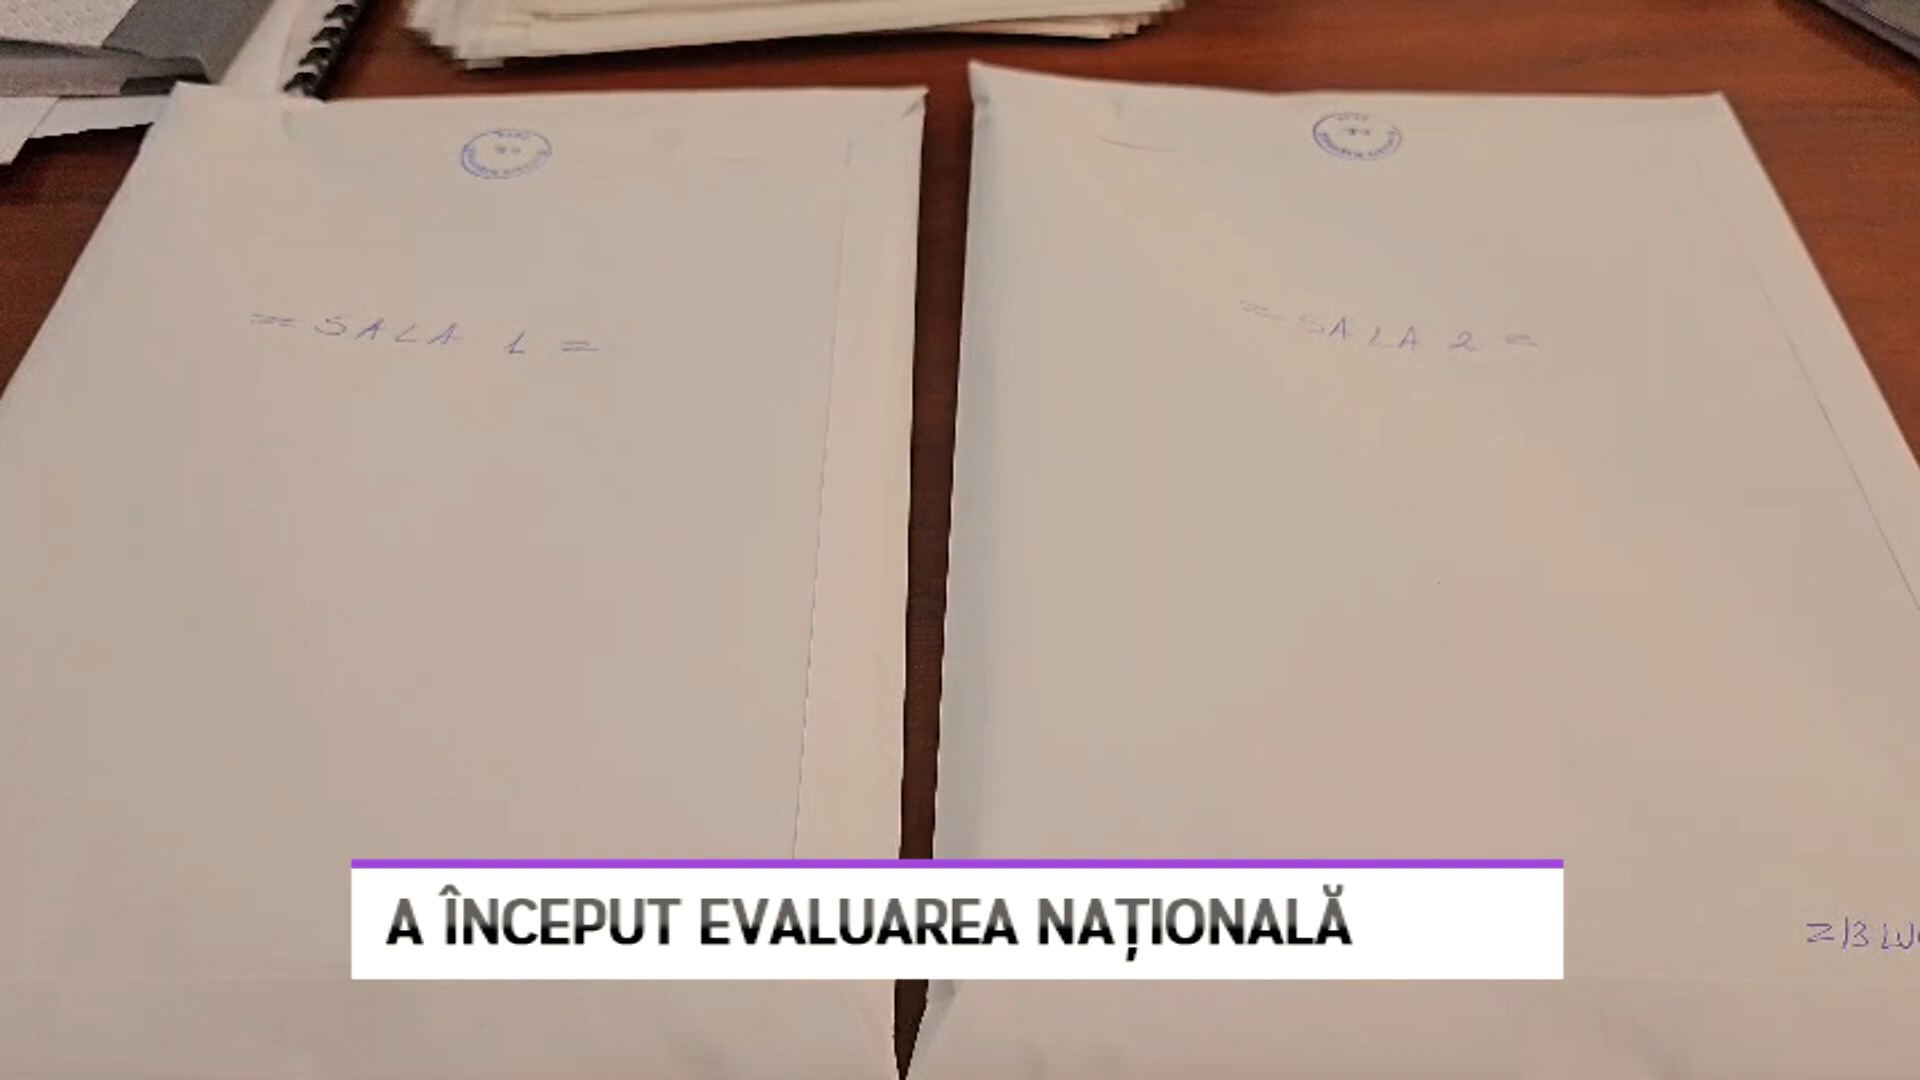 = SALA 1 =
= SALA 2 =
A ÎNCEPUT EVALUAREA NAȚIONALĂ